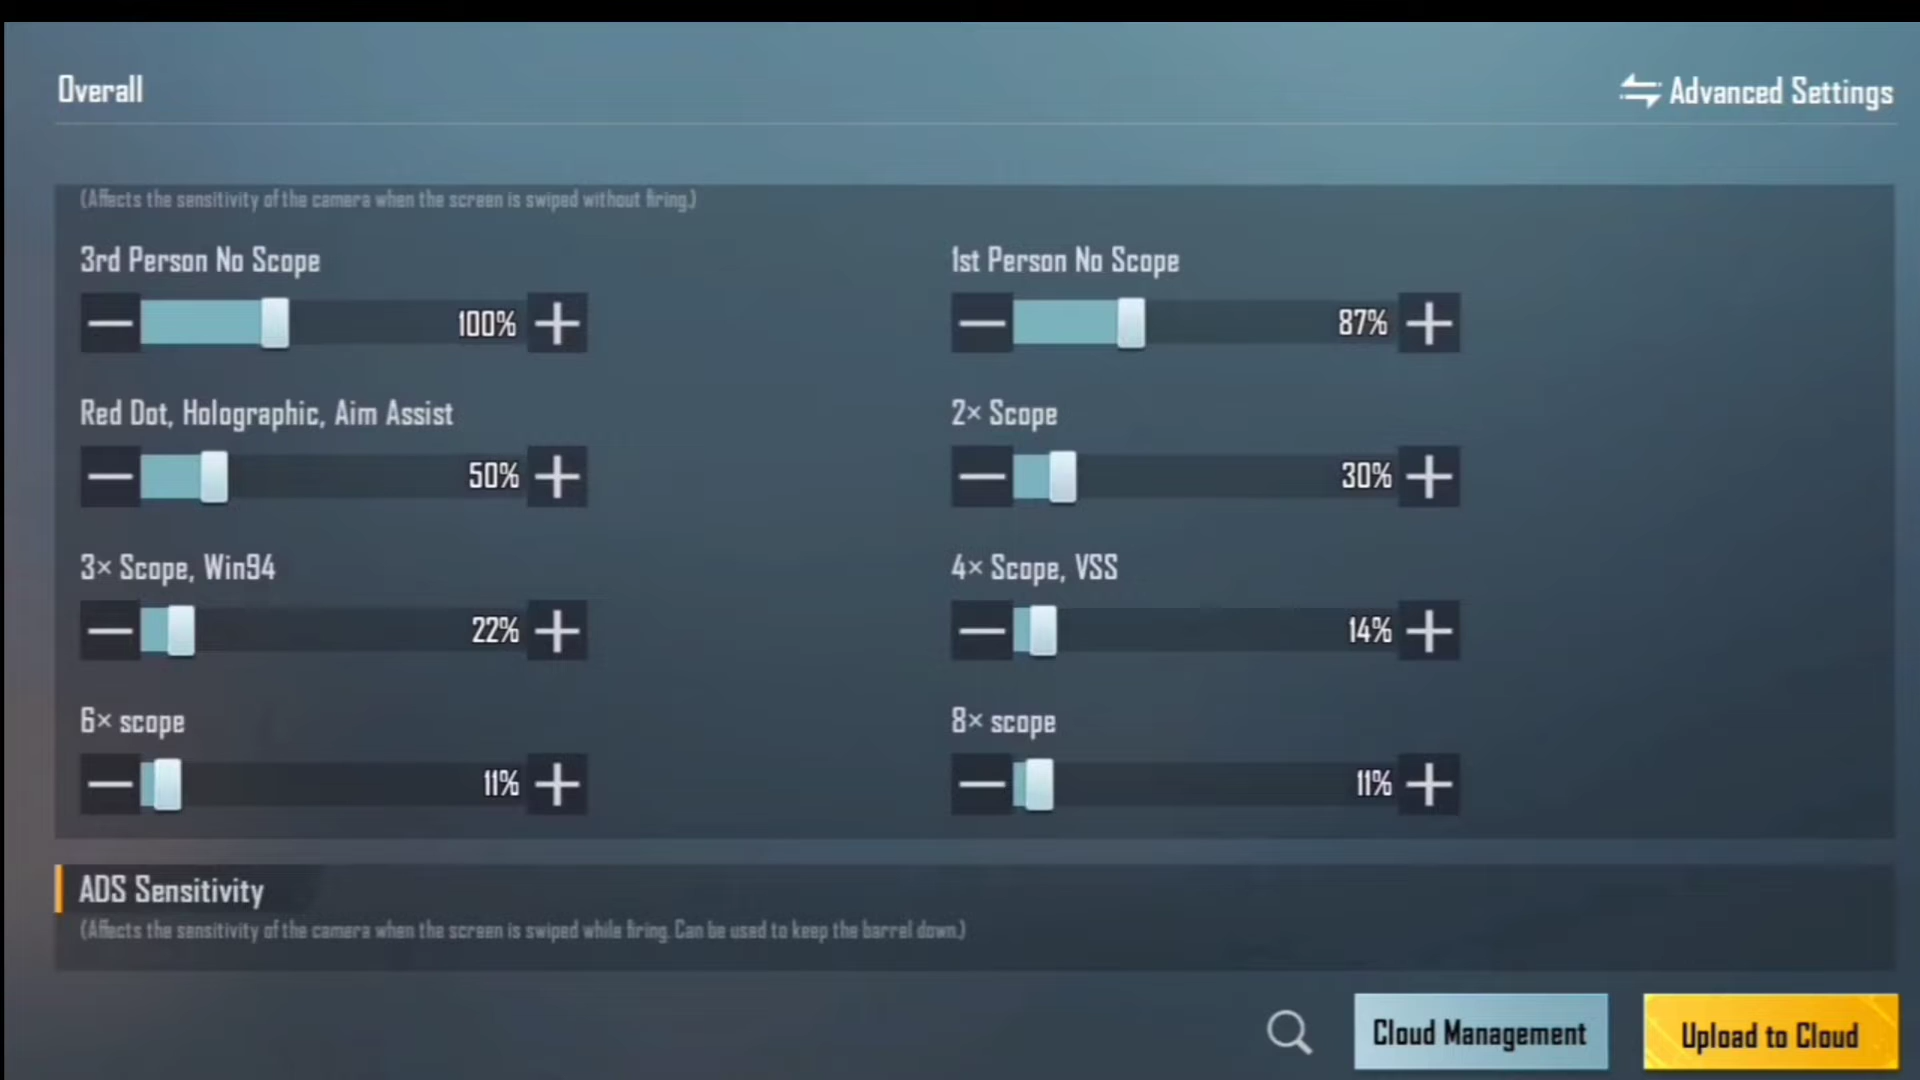 Overall
Advanced Settings
(Affects the sensitivity of the camera when the screen is swiped without firing.)
3rd Person No Scope
1st Person No Scope
100%
87%
Red Dot, Holographic, Aim Assist
2× Scope
50%
30%
3× Scope, Win94
4× Scope, VSS
22%
14%
6× scope
8× scope
11%
11%
ADS Sensitivity
(Affects the sensitivity of the camera when the screen is swiped while firing. Can be used to keep the barrel down.)
Cloud Management
Upload to Cloud